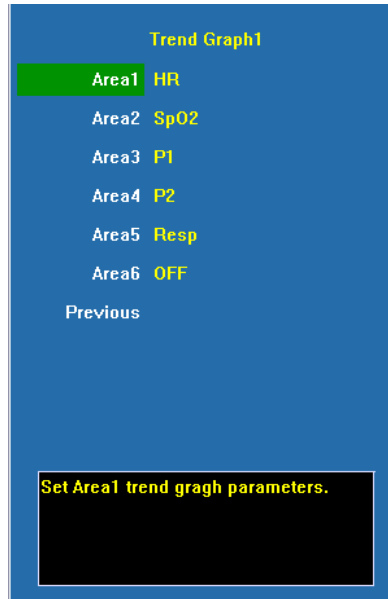 Trend Graph1
Area1 HR
Area2 SpO2
Area3 P1
Area4 P2
Area5 Resp
Area6 OFF
Previous
Set Area1 trend gragh parameters.